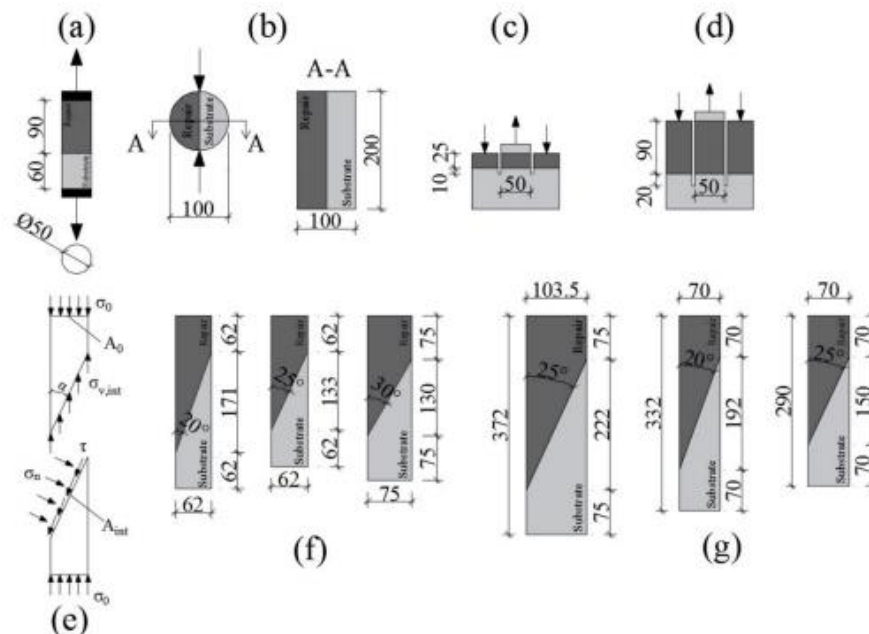 (a)
(b)
(c)
(d)
A-A
90
60
Repair
Substrate
Ø50
Repair
Substrate
A
A
100
Repair
Substrate
200
100
25
10
50
90
20
50
σ0
A0
α
σv,int
τ
σn
Aint
σ0
(e)
Repair
20°
Substrate
62
171
62
62
Repair
25°
Substrate
62
133
62
62
Repair
30°
Substrate
75
130
75
75
(f)
103.5
372
Repair
25°
Substrate
75
222
75
70
332
Repair
20°
Substrate
70
192
70
70
290
Repair
25°
Substrate
70
150
70
(g)